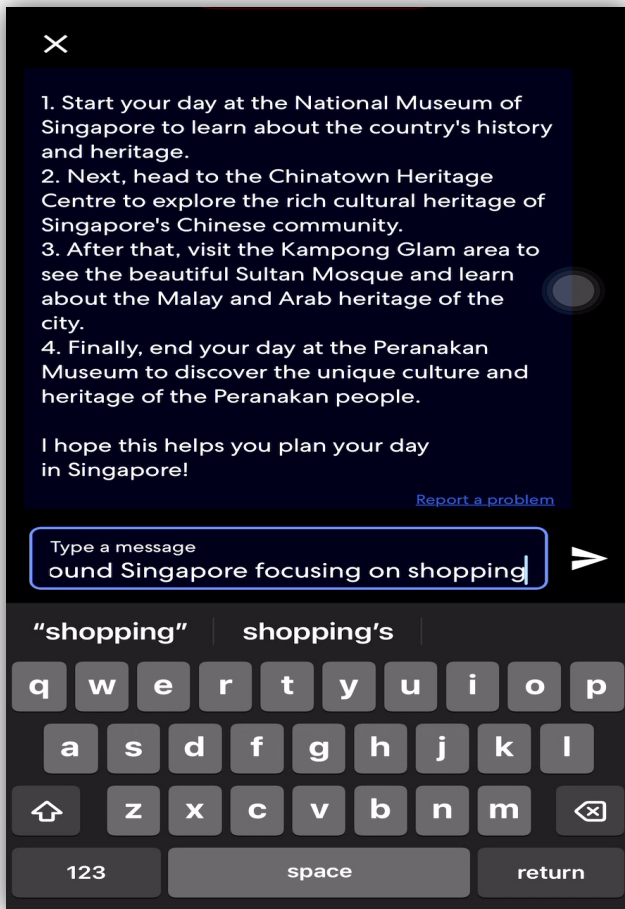 1. Start your day at the National Museum of
Singapore to learn about the country's history
and heritage.
2. Next, head to the Chinatown Heritage
Centre to explore the rich cultural heritage of
Singapore's Chinese community.
3. After that, visit the Kampong Glam area to
see the beautiful Sultan Mosque and learn
about the Malay and Arab heritage of the
city.
4. Finally, end your day at the Peranakan
Museum to discover the unique culture and
heritage of the Peranakan people.
I hope this helps you plan your day
in Singapore!
Report a problem
Type a message
ound Singapore focusing on shopping
“shopping” shopping’s
q w e r t y u i o p
a s d f g h j k l
z x c v b n m
123 space return